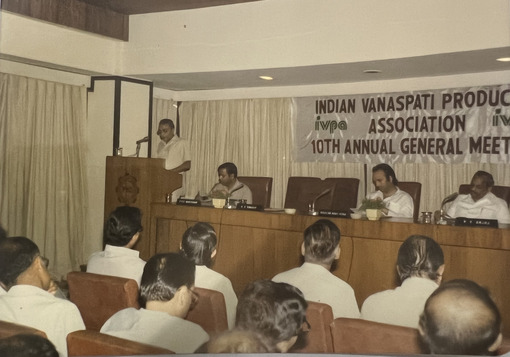 INDIAN VANASPATI PRODUC
ivpa ASSOCIATION iv
10TH ANNUAL GENERAL MEET